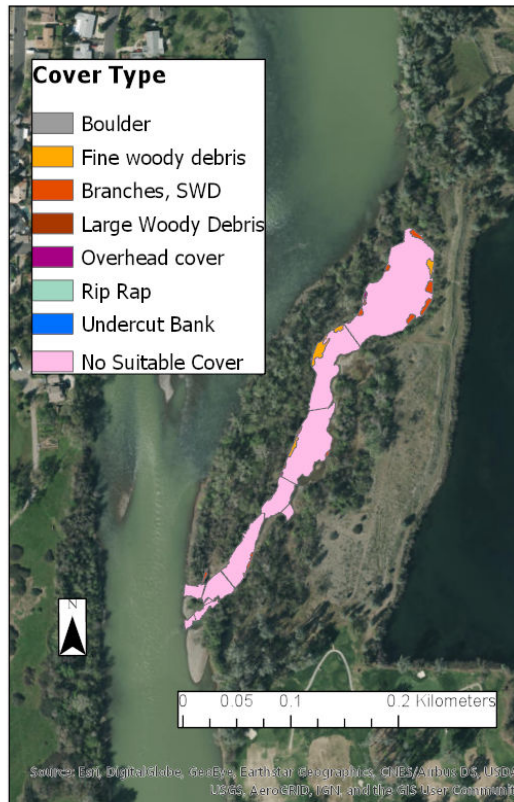 Cover Type
Boulder
Fine woody debris
Branches, SWD
Large Woody Debris
Overhead cover
Rip Rap
Undercut Bank
No Suitable Cover
N
0 0.05 0.1 0.2 Kilometers
Source: Esri, DigitalGlobe, GeoEye, Earthstar Geographics, CNES/Airbus DS, USDA
USGS, AeroGRID, IGN, and the GIS User Communit